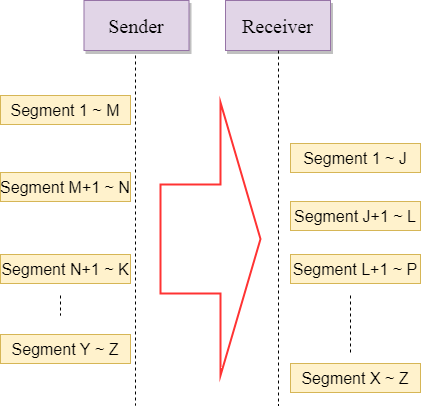 Sender
Receiver
Segment 1 ~ M
Segment 1 ~ J
Segment M+1 ~ N
Segment J+1 ~ L
Segment N+1 ~ K
Segment L+1 ~ P
Segment Y ~ Z
Segment X ~ Z